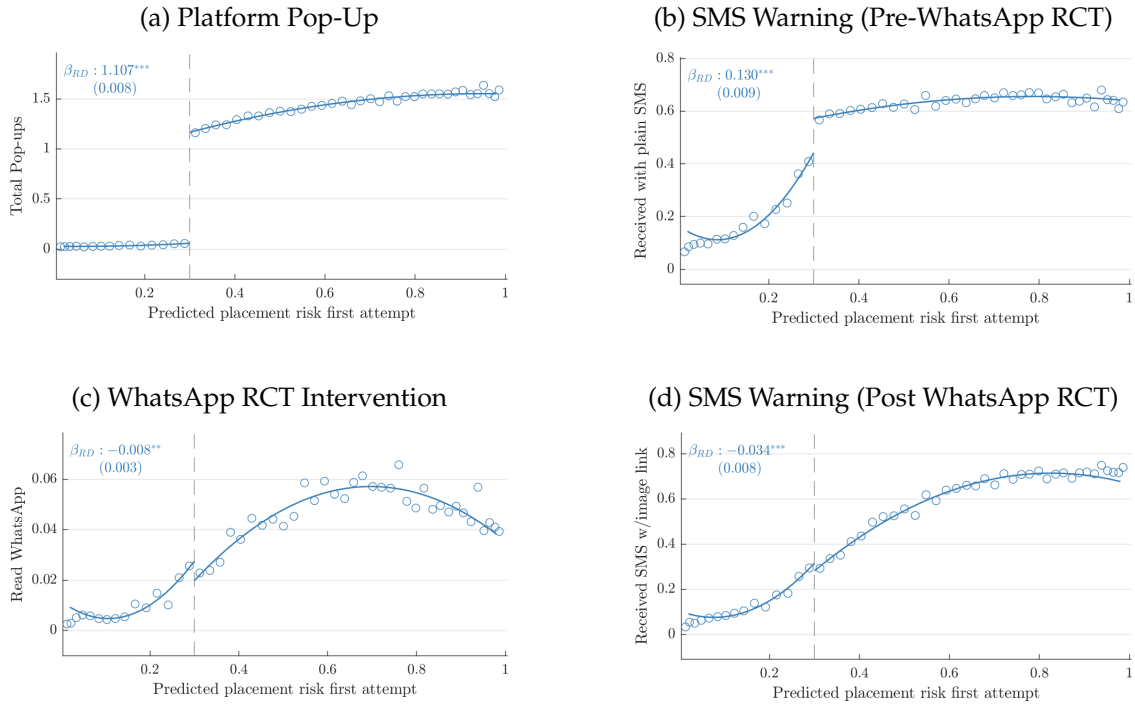 (a) Platform Pop-Up
β_RD : 1.107***
(0.008)
Total Pop-ups
1.5
1
0.5
0
0.2 0.4 0.6 0.8 1
Predicted placement risk first attempt
(b) SMS Warning (Pre-WhatsApp RCT)
β_RD : 0.130***
(0.009)
Received with plain SMS
0.8
0.6
0.4
0.2
0
0.2 0.4 0.6 0.8 1
Predicted placement risk first attempt
(c) WhatsApp RCT Intervention
β_RD : −0.008**
(0.003)
Read WhatsApp
0.06
0.04
0.02
0
0.2 0.4 0.6 0.8 1
Predicted placement risk first attempt
(d) SMS Warning (Post WhatsApp RCT)
β_RD : −0.034***
(0.008)
Received SMS w/image link
0.8
0.6
0.4
0.2
0
0.2 0.4 0.6 0.8 1
Predicted placement risk first attempt